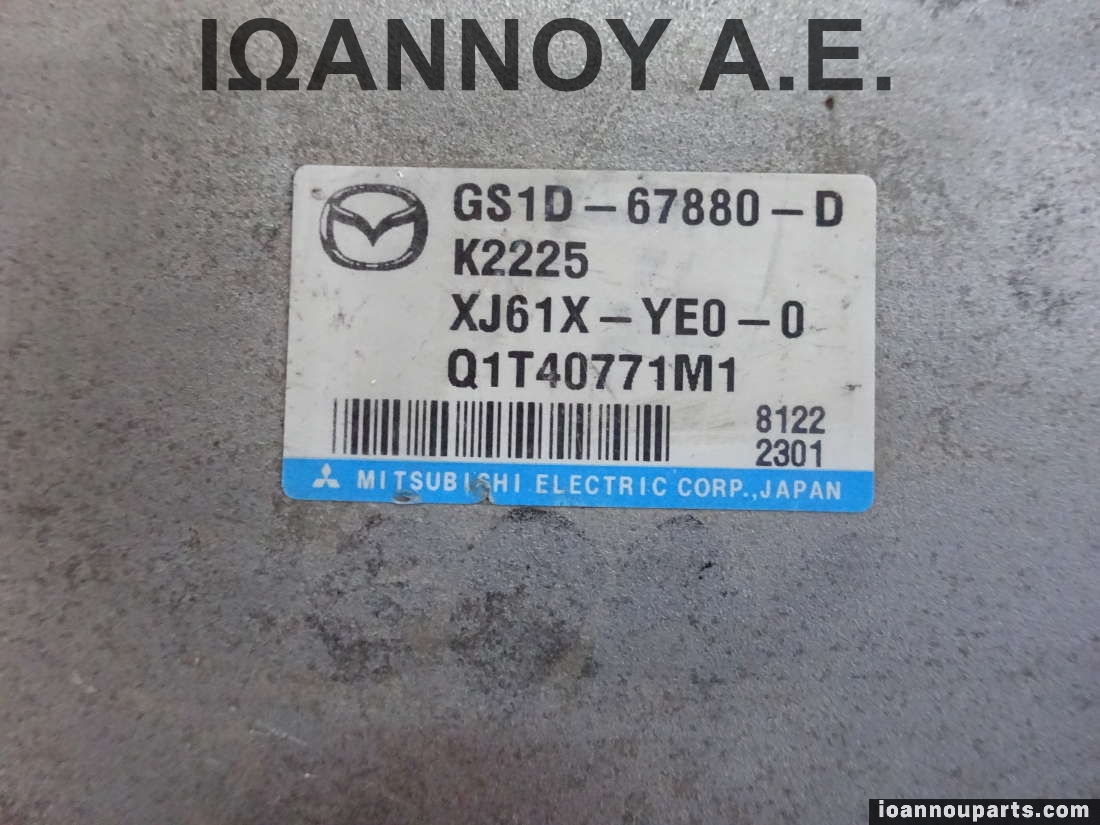 ΙΩΑΝΝΟΥ Α.Ε.
GS1D-67880-D
K2225
XJ61X-YE0-0
Q1T40771M1
8122
2301
MITSUBISHI ELECTRIC CORP., JAPAN
ioannouparts.com